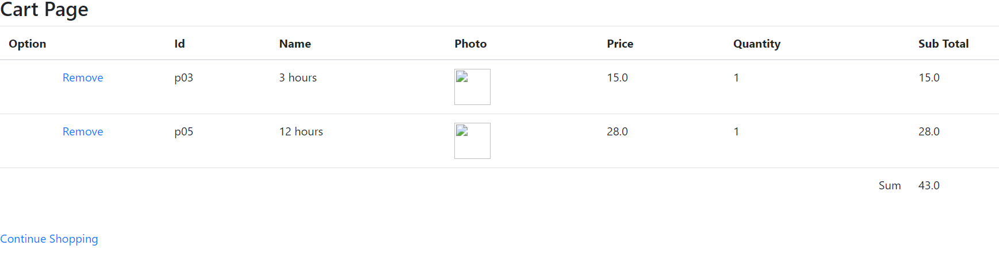 Cart Page
Option Id Name Photo Price Quantity Sub Total
Remove p03 3 hours 15.0 1 15.0
Remove p05 12 hours 28.0 1 28.0
Sum 43.0
Continue Shopping